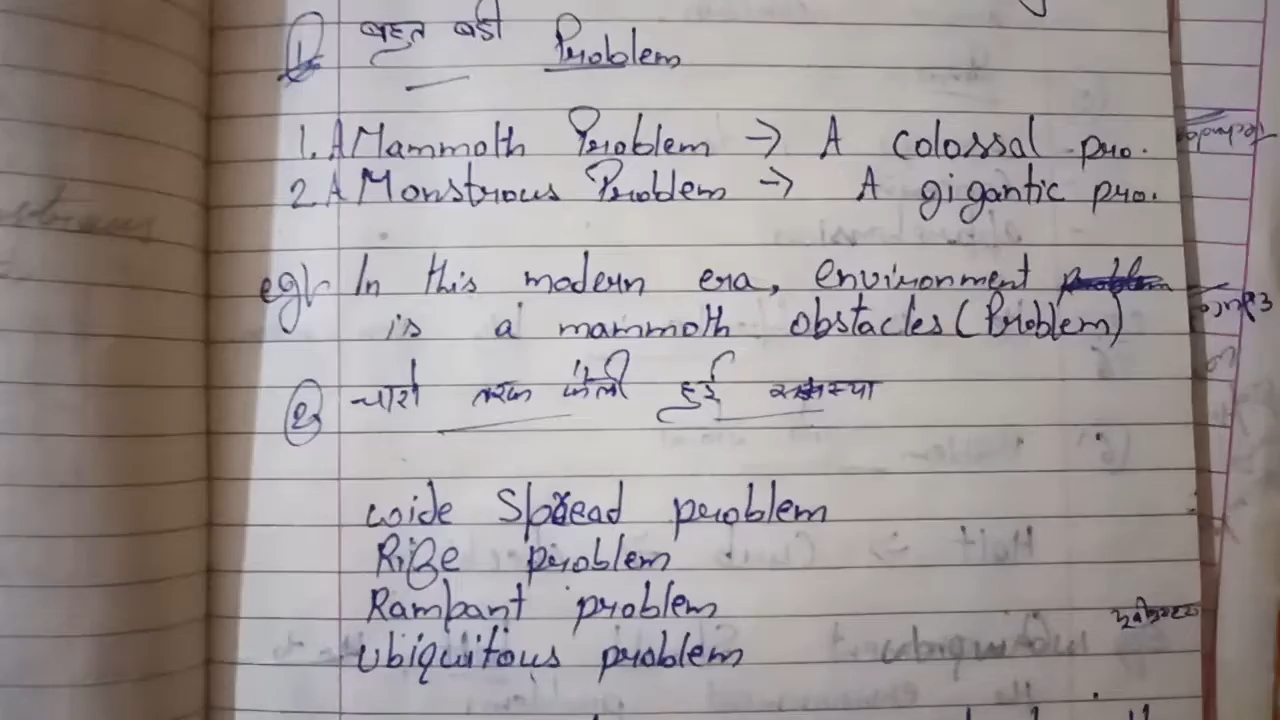 ① बहुत बडी Problem
1. A Mammoth Problem → A colossal pro.
2 A Monstrous Problem → A gigantic pro.
eg:- In this modern era, environment
is a mammoth obstacles (Problem)
② चारो तरफ फैली हुई समस्या
wide Spread problem
Rife problem
Rampant problem
Ubiquitous problem